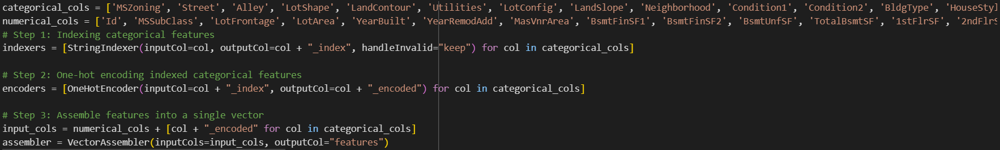 categorical_cols = ['MSZoning', 'Street', 'Alley', 'LotShape', 'LandContour', 'Utilities', 'LotConfig', 'LandSlope', 'Neighborhood', 'Condition1', 'Condition2', 'BldgType', 'HouseStyl
numerical_cols = ['Id', 'MSSubClass', 'LotFrontage', 'LotArea', 'YearBuilt', 'YearRemodAdd', 'MasVnrArea', 'BsmtFinSF1', 'BsmtFinSF2', 'BsmtUnfSF', 'TotalBsmtSF', '1stFlrSF', '2ndFlrS
# Step 1: Indexing categorical features
indexers = [StringIndexer(inputCol=col, outputCol=col + "_index", handleInvalid="keep") for col in categorical_cols]
# Step 2: One-hot encoding indexed categorical features
encoders = [OneHotEncoder(inputCol=col + "_index", outputCol=col + "_encoded") for col in categorical_cols]
# Step 3: Assemble features into a single vector
input_cols = numerical_cols + [col + "_encoded" for col in categorical_cols]
assembler = VectorAssembler(inputCols=input_cols, outputCol="features")